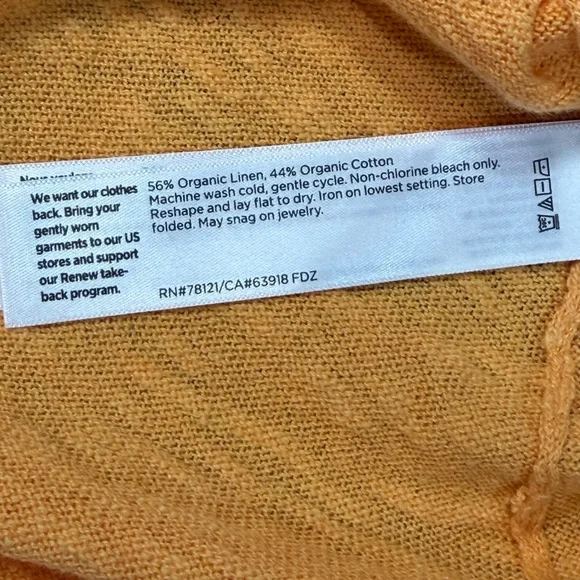 We want our clothes
back. Bring your
gently worn
garments to our US
stores and support
our Renew take-
back program.
56% Organic Linen, 44% Organic Cotton
Machine wash cold, gentle cycle. Non-chlorine bleach only.
Reshape and lay flat to dry. Iron on lowest setting. Store
folded. May snag on jewelry.
RN#78121/CA#63918 FDZ